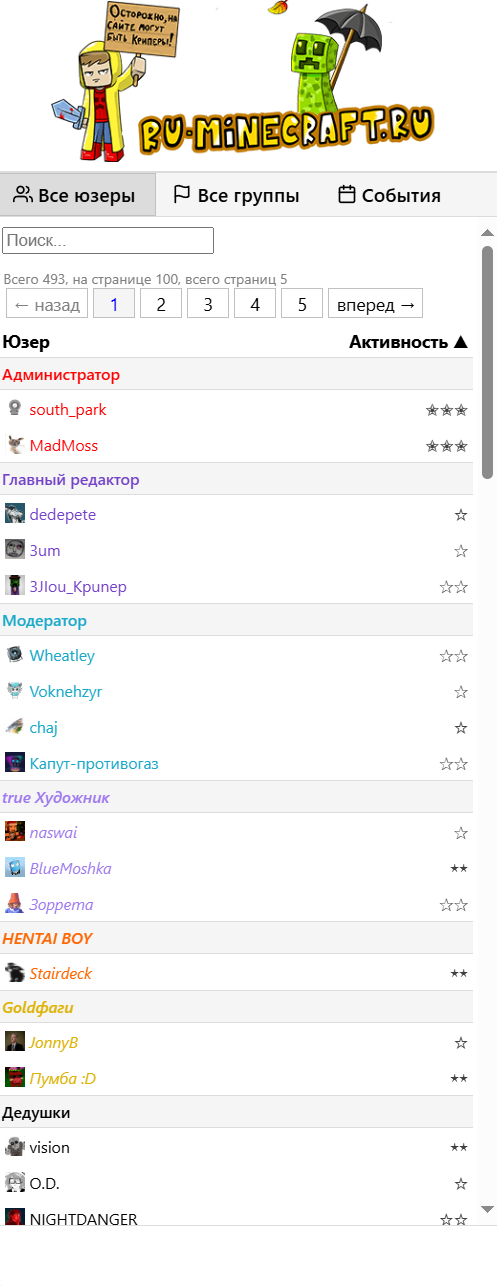 Осторожно, на
сайте могут
быть Криперы!
RU-MINECRAFT.RU
Все юзеры Все группы События
Поиск...
Всего 493, на странице 100, всего страниц 5
← назад 1 2 3 4 5 вперед →
Юзер Активность ▲
Администратор
south_park ✭✭✭
MadMoss ✭✭✭
Главный редактор
dedepete ☆
3um ☆
3JIou_Kpunep ☆☆
Модератор
Wheatley ☆☆
Voknehzyr ☆
chaj ☆
Капут-противогаз ☆☆
true Художник
naswai ☆
BlueMoshka ⋆⋆
Зоррета ☆☆
HENTAI BOY
Stairdeck ⋆⋆
Goldфаги
JonnyB ☆
Пумба :D ⋆⋆
Дедушки
vision ⋆⋆
O.D. ☆
NIGHTDANGER ☆☆